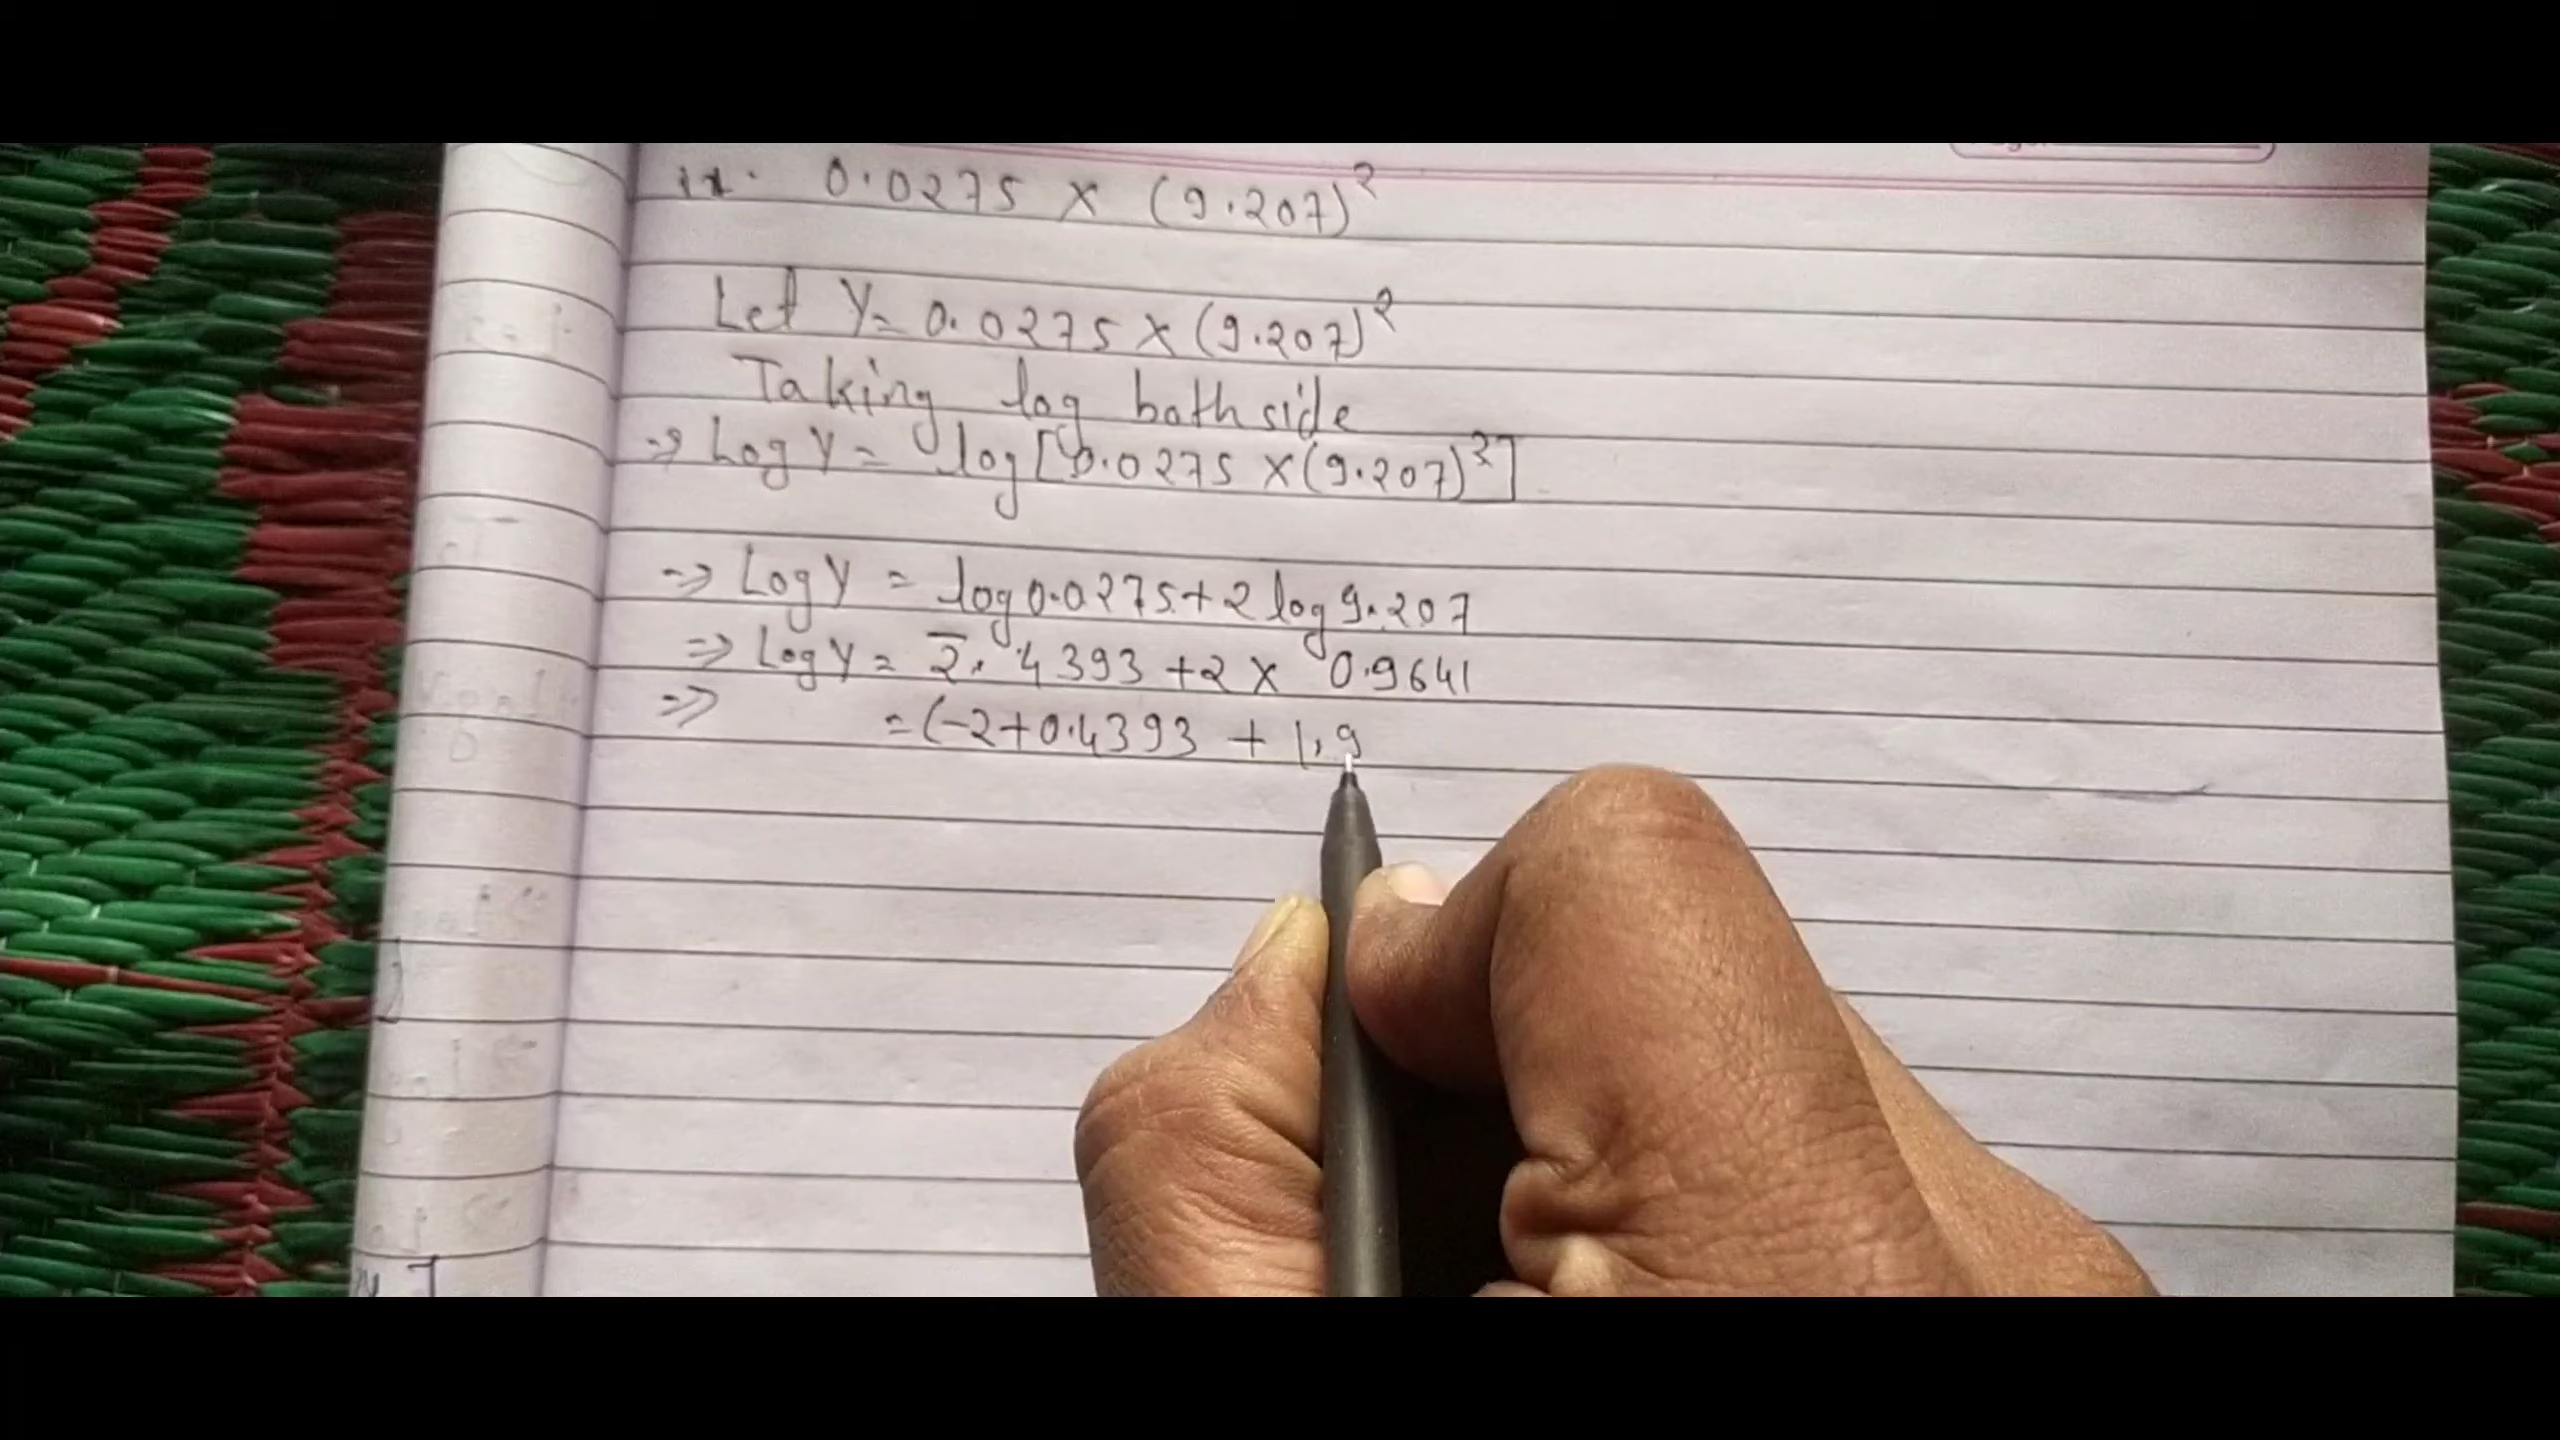 ii. 0.0275 × (9.207)²
Let Y= 0.0275 × (9.207)²
Taking log both side
⇒ Log Y = log[0.0275 ×(9.207)²]
⇒ Log Y = log 0.0275+2 log 9.207
⇒ Log Y = 2̅.4393 +2 × 0.9641
⇒ =(-2+0.4393 + 1.9